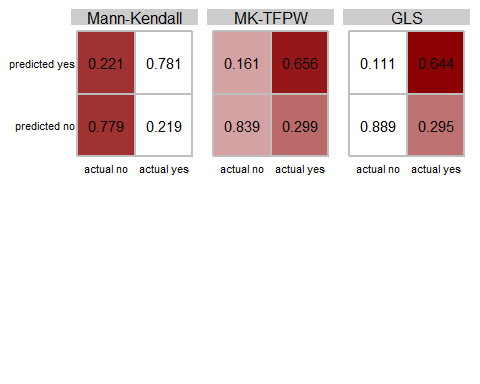 Mann-Kendall MK-TFPW GLS
predicted yes 0.221 0.781 0.161 0.656 0.111 0.644
predicted no 0.779 0.219 0.839 0.299 0.889 0.295
actual no actual yes actual no actual yes actual no actual yes